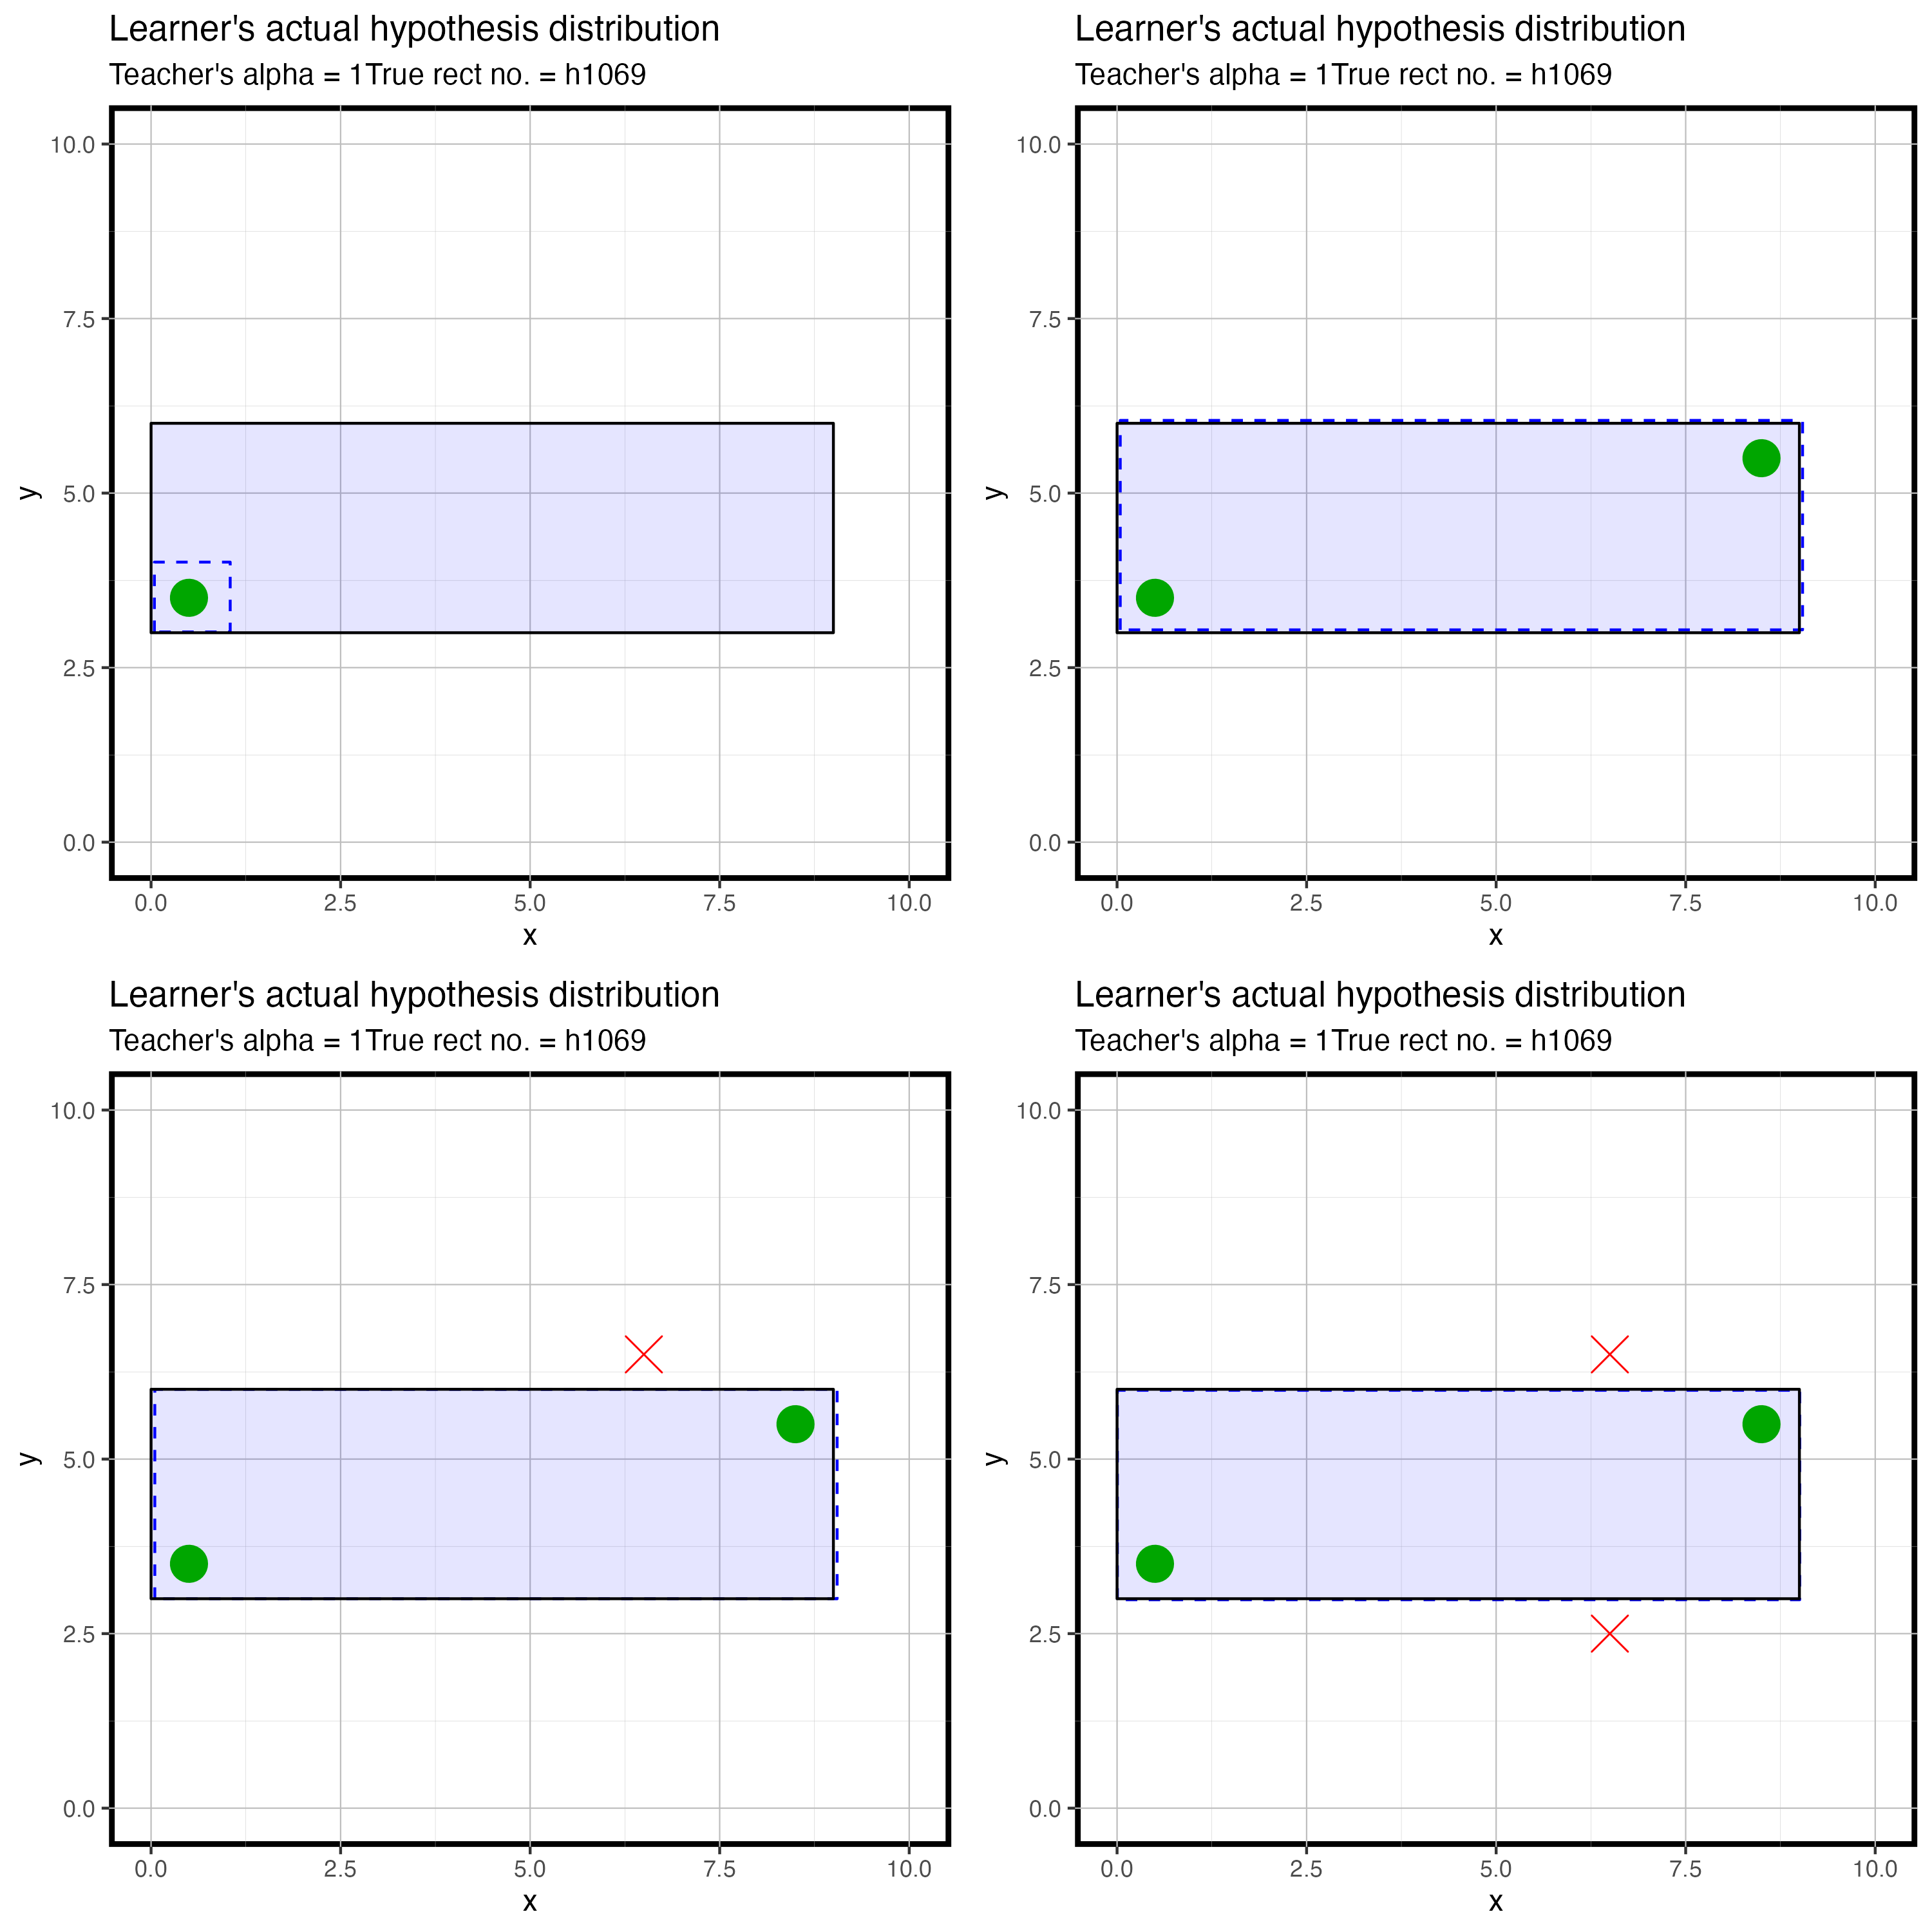 Learner's actual hypothesis distribution
Teacher's alpha = 1True rect no. = h1069
10.0
7.5
5.0
2.5
0.0
y
0.0 2.5 5.0 7.5 10.0
x
Learner's actual hypothesis distribution
Teacher's alpha = 1True rect no. = h1069
10.0
7.5
5.0
2.5
0.0
y
0.0 2.5 5.0 7.5 10.0
x
Learner's actual hypothesis distribution
Teacher's alpha = 1True rect no. = h1069
10.0
7.5
5.0
2.5
0.0
y
0.0 2.5 5.0 7.5 10.0
x
Learner's actual hypothesis distribution
Teacher's alpha = 1True rect no. = h1069
10.0
7.5
5.0
2.5
0.0
y
0.0 2.5 5.0 7.5 10.0
x